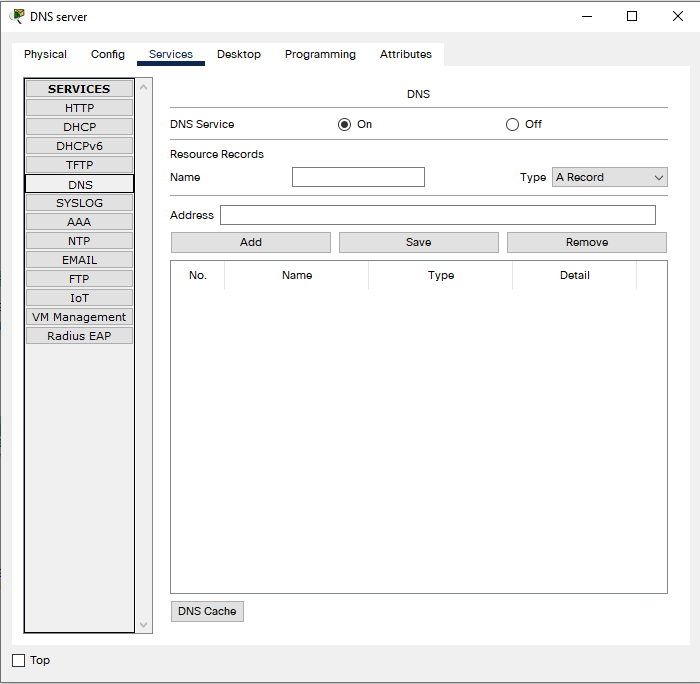 DNS server
Physical Config Services Desktop Programming Attributes
SERVICES
HTTP
DHCP
DHCPv6
TFTP
DNS
SYSLOG
AAA
NTP
EMAIL
FTP
IoT
VM Management
Radius EAP
DNS
DNS Service On Off
Resource Records
Name Type A Record
Address
Add Save Remove
No. Name Type Detail
DNS Cache
Top